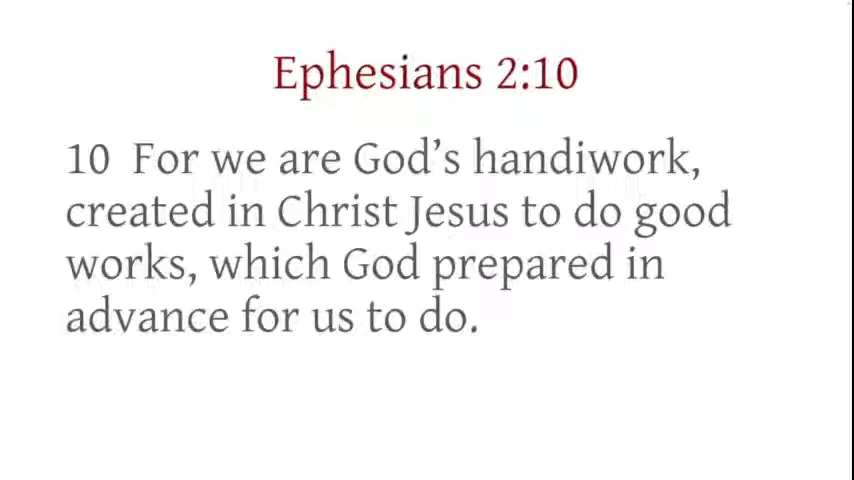 Ephesians 2:10
10 For we are God’s handiwork,
created in Christ Jesus to do good
works, which God prepared in
advance for us to do.